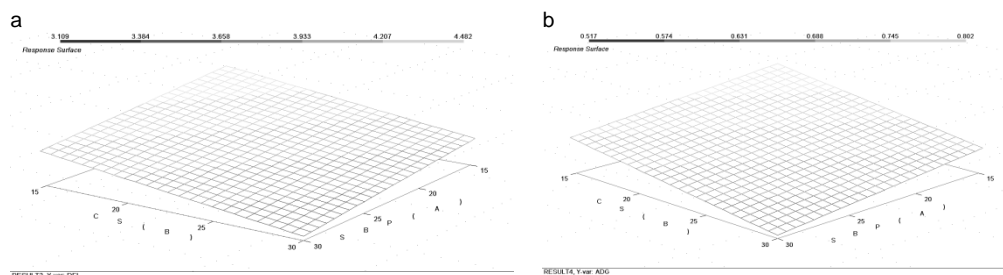 a
3.109 3.384 3.658 3.933 4.207 4.482
Response Surface
15 20 25 30
C S ( B )
30 25 20 15
S B P ( A )
b
0.517 0.574 0.631 0.688 0.745 0.802
Response Surface
15 20 25 30
C S ( B )
30 25 20 15
S B P ( A )
RESULT4, Y-var: ADG